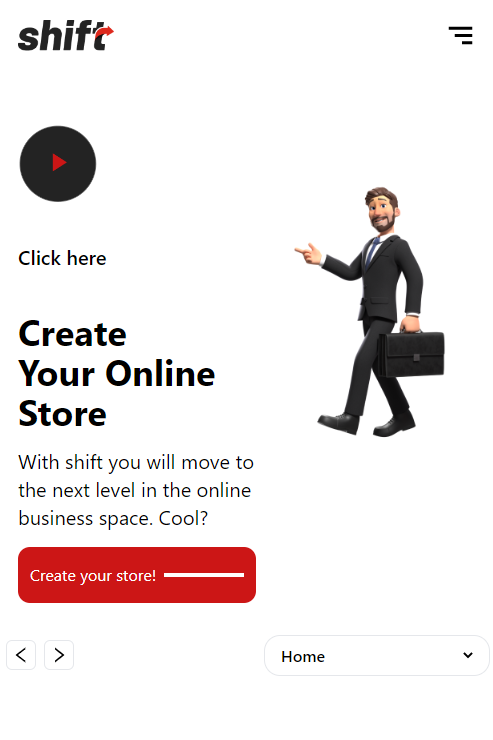 shift
Click here
Create
Your Online
Store
With shift you will move to
the next level in the online
business space. Cool?
Create your store!
Home